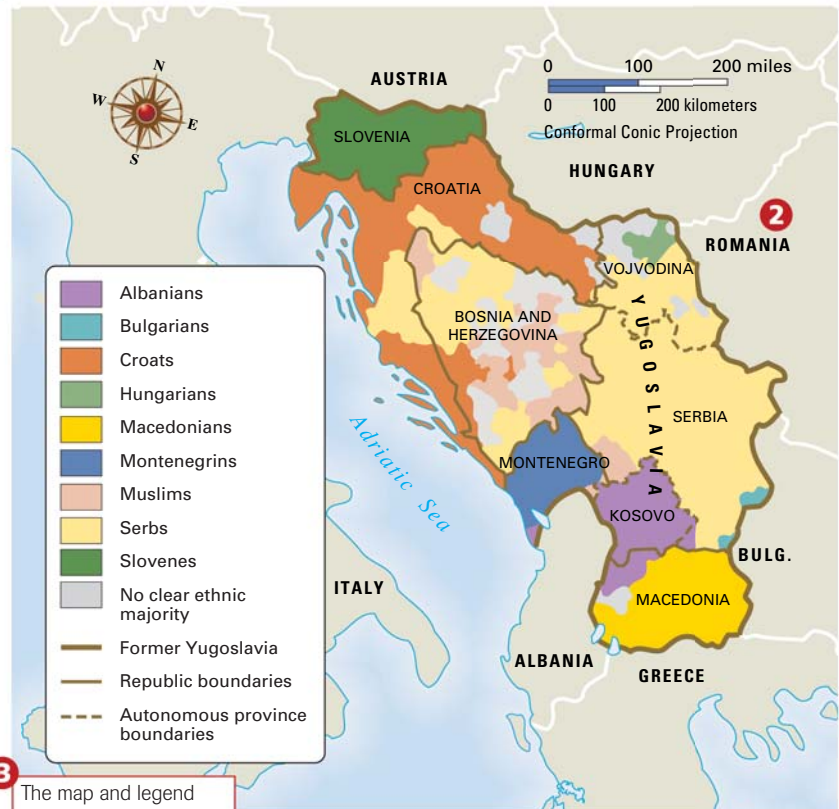 N
W
E
S
AUSTRIA
0 100 200 miles
0 100 200 kilometers
Conformal Conic Projection
SLOVENIA
HUNGARY
CROATIA
2
ROMANIA
VOJVODINA
YUGOSLAVIA
BOSNIA AND
HERZEGOVINA
SERBIA
Adriatic Sea
MONTENEGRO
KOSOVO
BULG.
ITALY
MACEDONIA
ALBANIA
GREECE
Albanians
Bulgarians
Croats
Hungarians
Macedonians
Montenegrins
Muslims
Serbs
Slovenes
No clear ethnic
majority
Former Yugoslavia
Republic boundaries
Autonomous province
boundaries
3
The map and legend